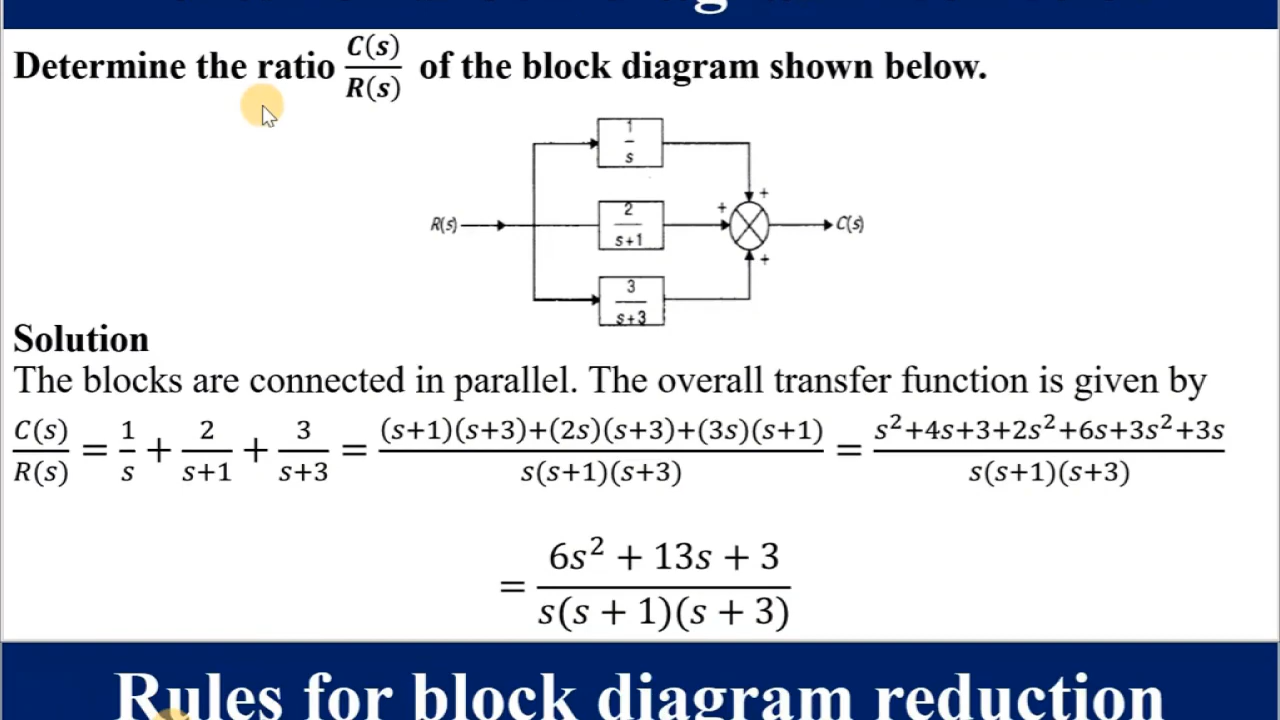 Determine the ratio C(s)/R(s) of the block diagram shown below.
1/s
R(s) 2/s+1 + + C(s)
3/s+3 +
Solution
The blocks are connected in parallel. The overall transfer function is given by
C(s)/R(s) = 1/s + 2/s+1 + 3/s+3 = (s+1)(s+3)+(2s)(s+3)+(3s)(s+1)/s(s+1)(s+3) = s²+4s+3+2s²+6s+3s²+3s/s(s+1)(s+3)
= 6s² + 13s + 3/s(s + 1)(s + 3)
Rules for block diagram reduction